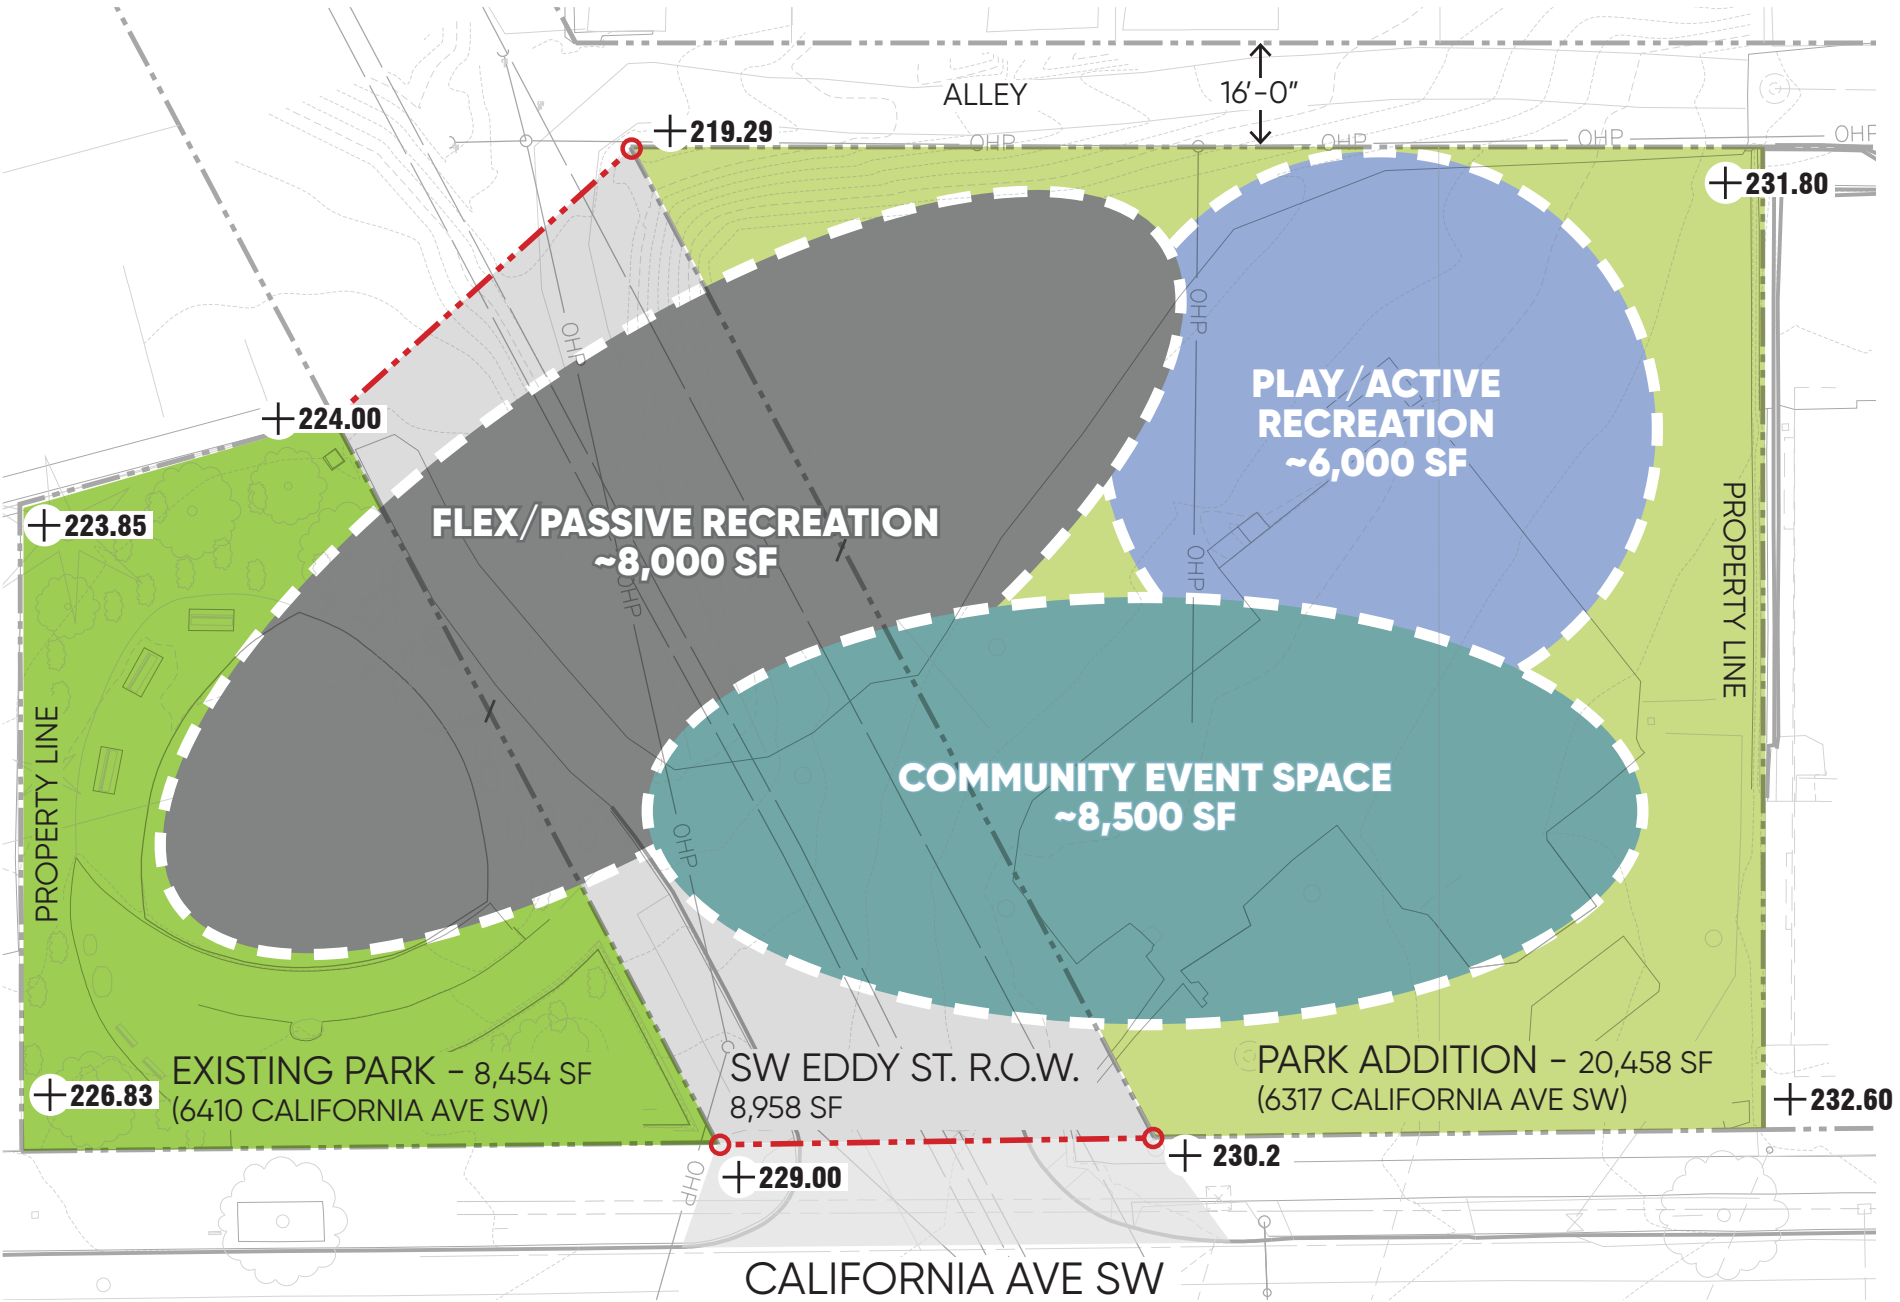 ALLEY
16'-0"
219.29
OHP
OHP
OHP
OHP
231.80
OHP
OHP
224.00
PLAY/ACTIVE
RECREATION
~6,000 SF
223.85
FLEX/PASSIVE RECREATION
~8,000 SF
OHP
OHP
PROPERTY LINE
PROPERTY LINE
COMMUNITY EVENT SPACE
~8,500 SF
OHP
226.83
EXISTING PARK - 8,454 SF
(6410 CALIFORNIA AVE SW)
SW EDDY ST. R.O.W.
8,958 SF
PARK ADDITION - 20,458 SF
(6317 CALIFORNIA AVE SW)
232.60
OHP
229.00
230.2
CALIFORNIA AVE SW